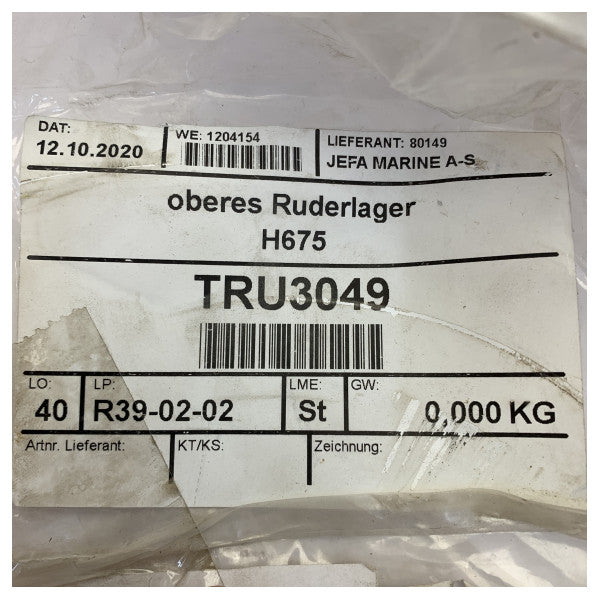 DAT:
12.10.2020
WE: 1204154
LIEFERANT: 80149
JEFA MARINE A-S
oberes Ruderlager
H675
TRU3049
LO:
40
LP:
R39-02-02
LME:
St
GW:
0,000 KG
Artnr. Lieferant:
KT/KS:
Zeichnung: